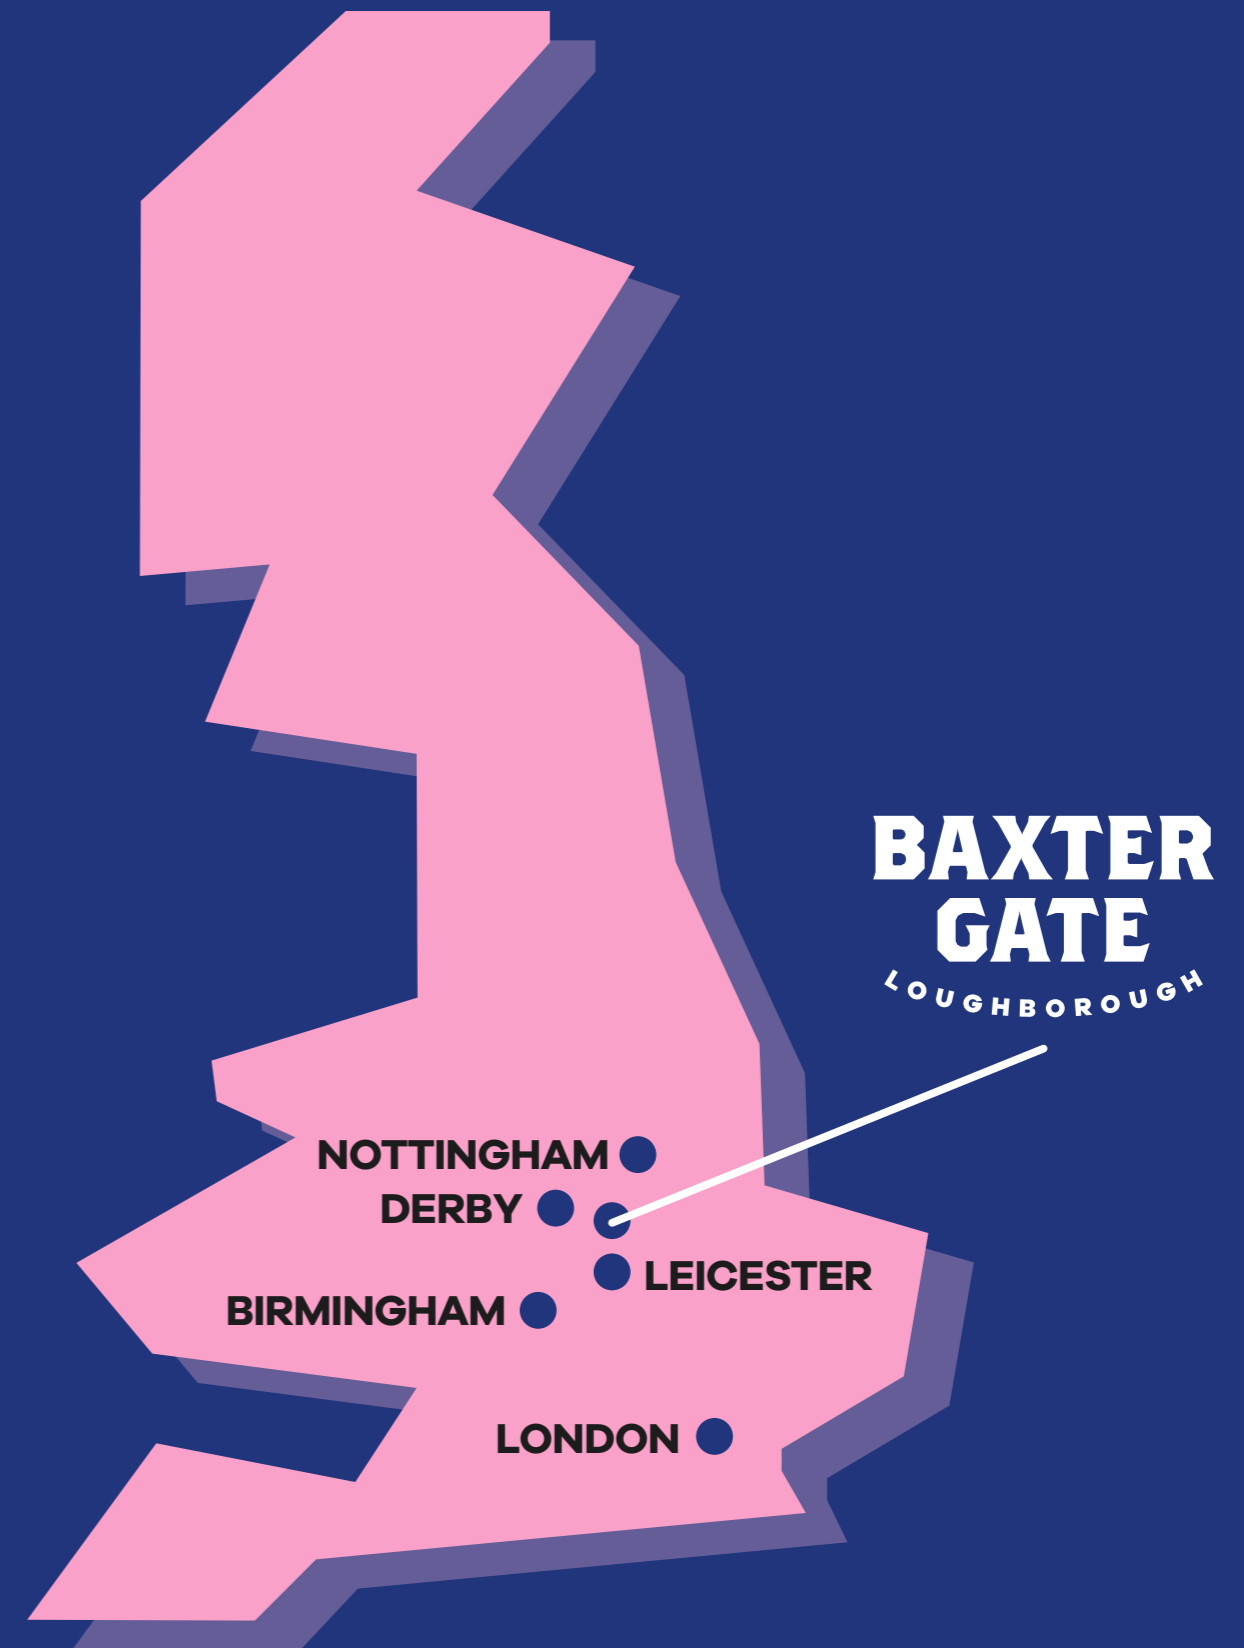 BAXTER
GATE
LOUGHBOROUGH
NOTTINGHAM
DERBY
LEICESTER
BIRMINGHAM
LONDON